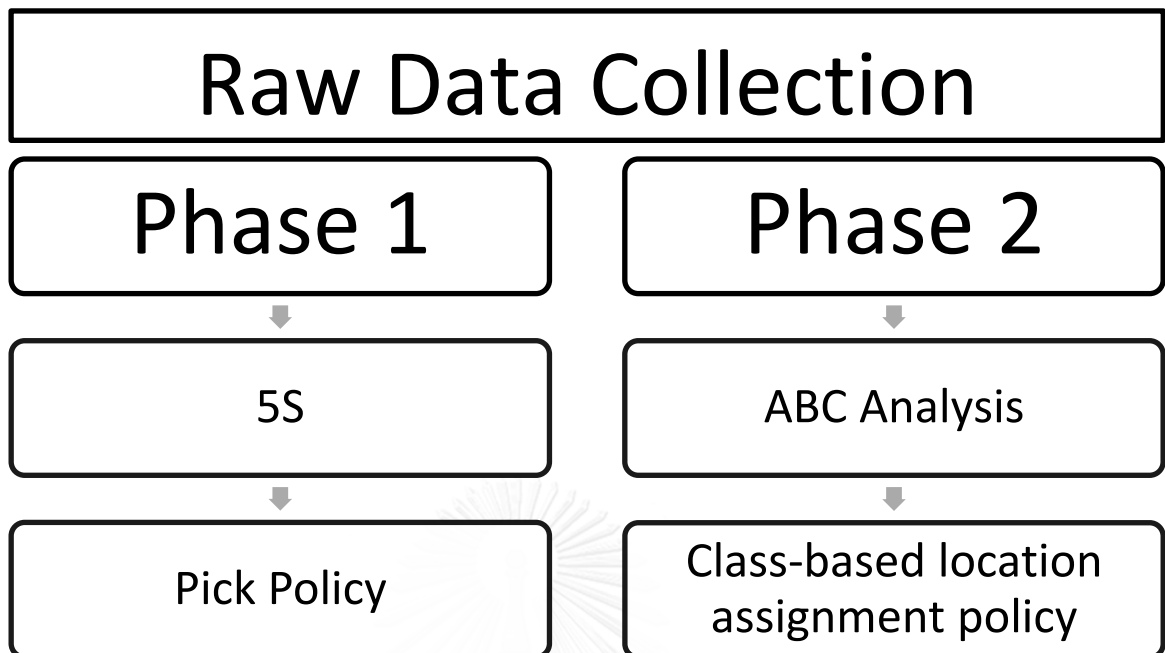 Raw Data Collection
Phase 1
Phase 2
5S
ABC Analysis
Pick Policy
Class-based location
assignment policy